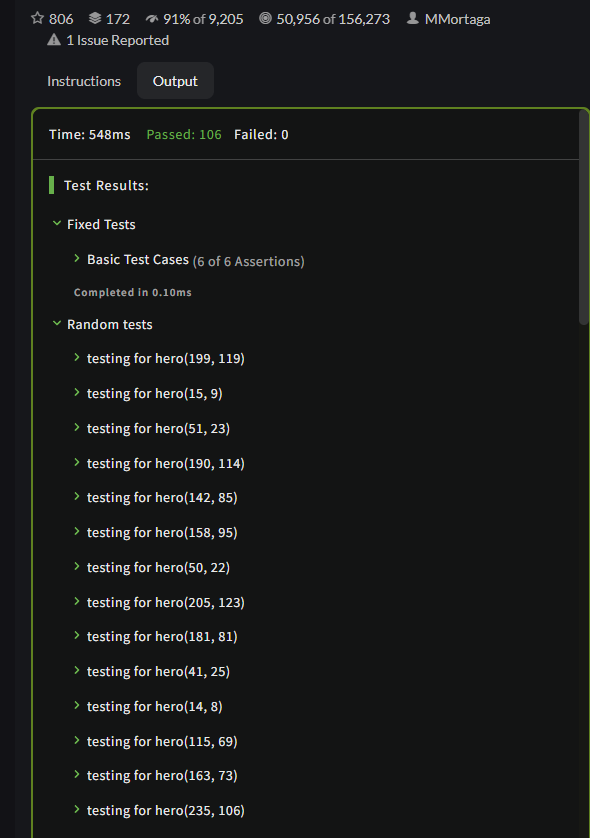 806 172 91% of 9,205 50,956 of 156,273 MMortaga
1 Issue Reported
Instructions Output
Time: 548ms Passed: 106 Failed: 0
Test Results:
Fixed Tests
Basic Test Cases (6 of 6 Assertions)
Completed in 0.10ms
Random tests
testing for hero(199, 119)
testing for hero(15, 9)
testing for hero(51, 23)
testing for hero(190, 114)
testing for hero(142, 85)
testing for hero(158, 95)
testing for hero(50, 22)
testing for hero(205, 123)
testing for hero(181, 81)
testing for hero(41, 25)
testing for hero(14, 8)
testing for hero(115, 69)
testing for hero(163, 73)
testing for hero(235, 106)